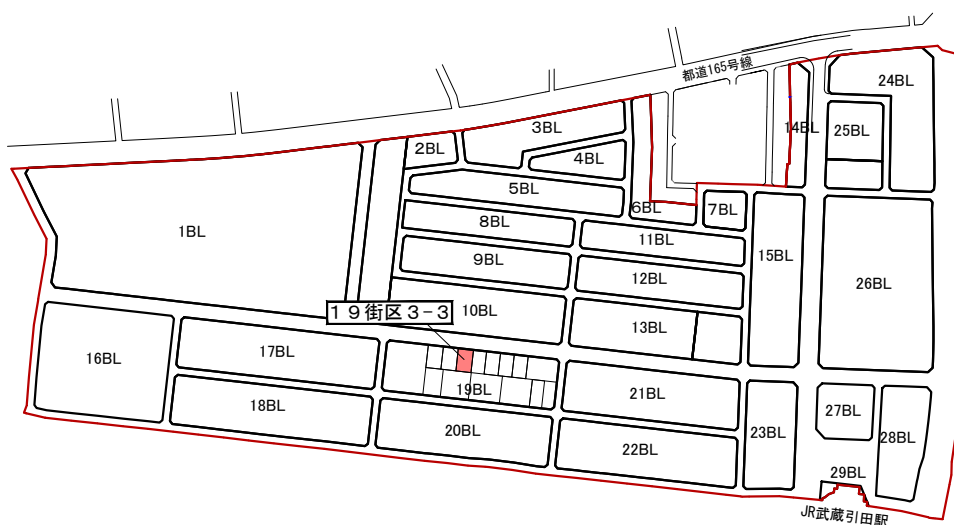 都道165号線
24BL
3BL
14BL
25BL
2BL
4BL
5BL
6BL
7BL
8BL
11BL
1BL
9BL
12BL
15BL
26BL
19街区3-3
10BL
13BL
16BL
17BL
19BL
21BL
18BL
20BL
22BL
23BL
27BL
28BL
29BL
JR武蔵引田駅